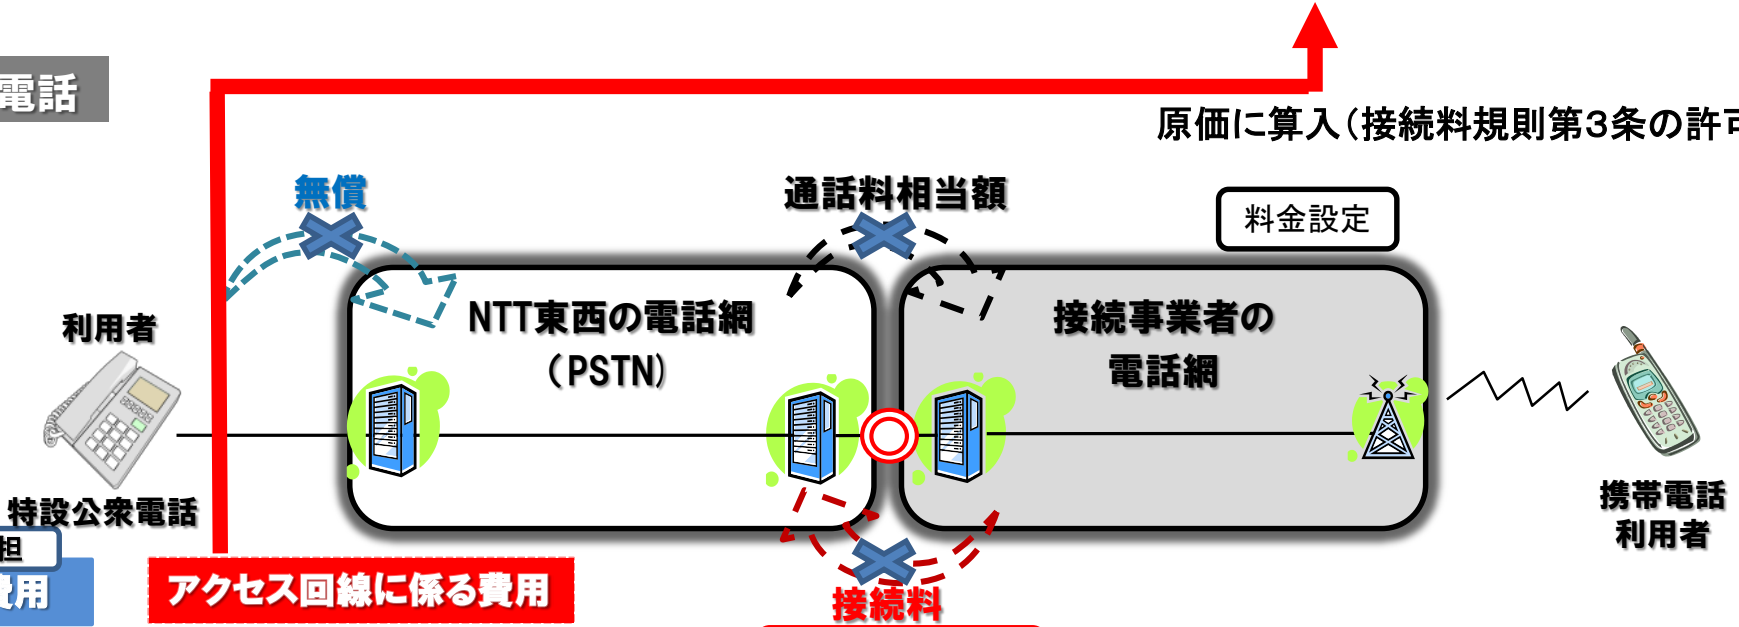 電話
原価に算入(接続料規則第3条の許可
無償
通話料相当額
料金設定
利用者
NTT東西の電話網
(PSTN)
接続事業者の
電話網
特設公衆電話
携帯電話
利用者
担
費用
アクセス回線に係る費用
接続料